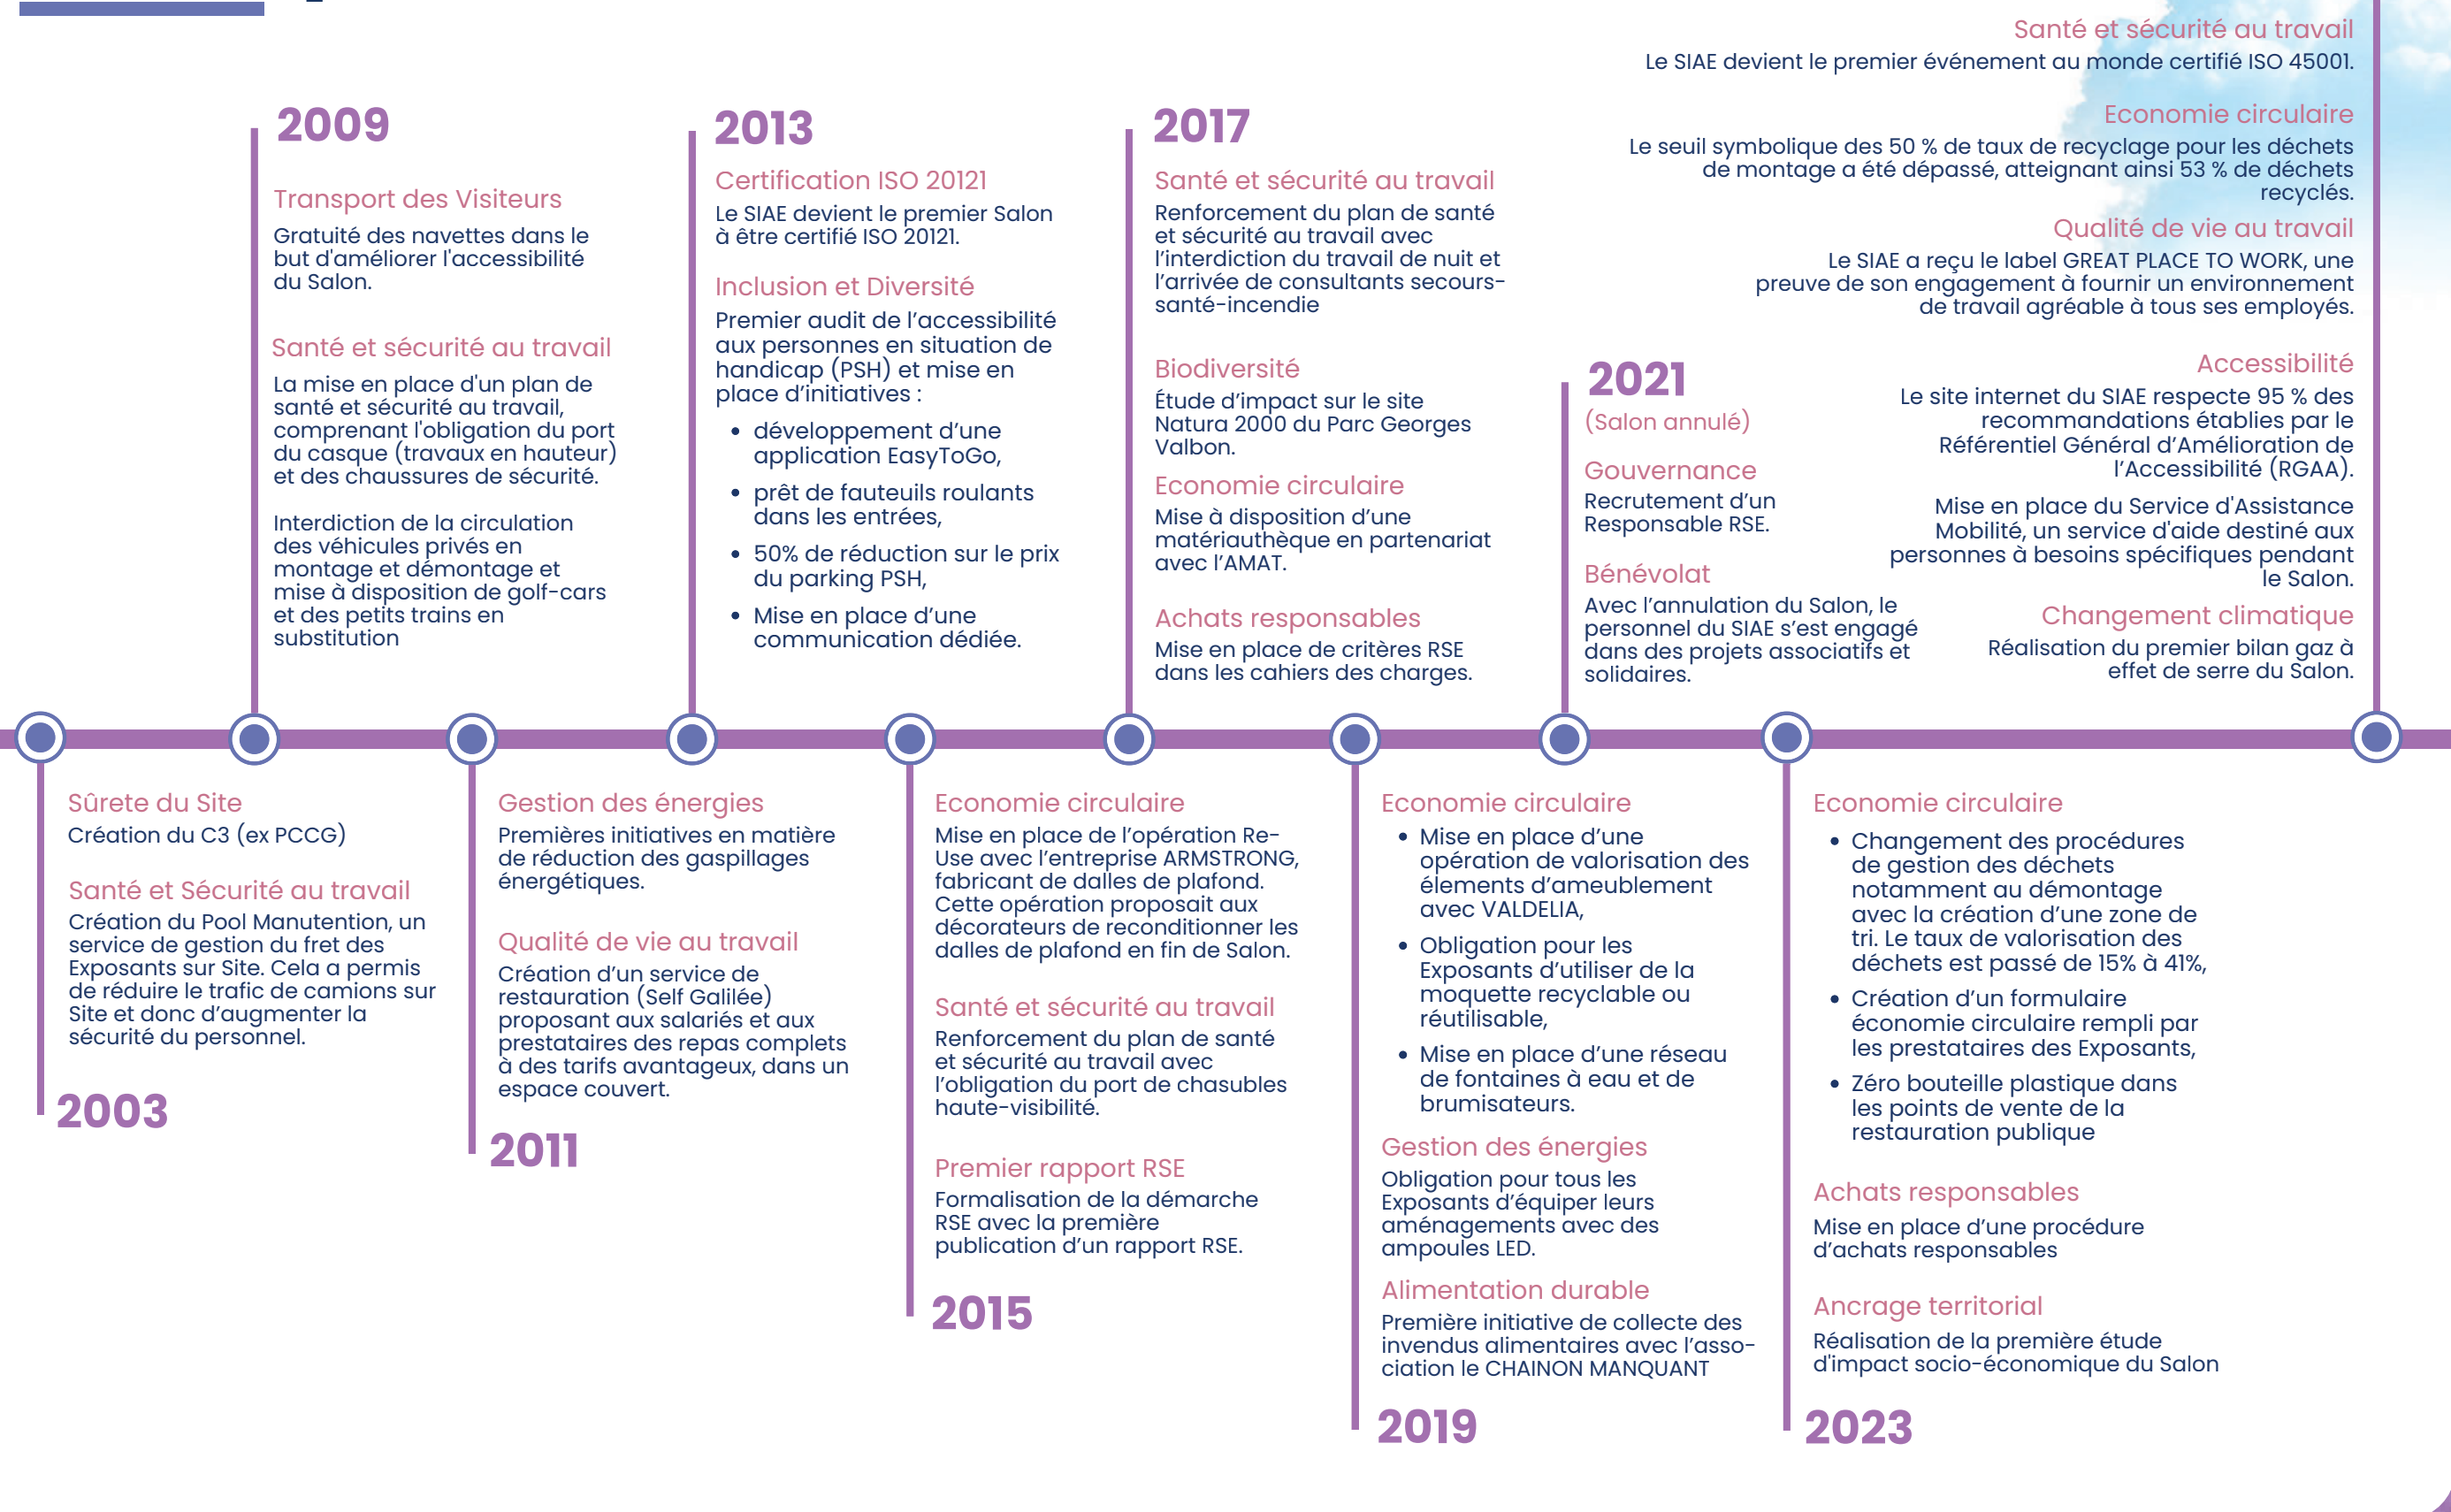 2003
Sûrete du Site
Création du C3 (ex PCCG)
Santé et Sécurité au travail
Création du Pool Manutention, un
service de gestion du fret des
Exposants sur Site. Cela a permis
de réduire le trafic de camions sur
Site et donc d’augmenter la
sécurité du personnel.
2009
Transport des Visiteurs
Gratuité des navettes dans le
but d'améliorer l'accessibilité
du Salon.
Santé et sécurité au travail
La mise en place d'un plan de
santé et sécurité au travail,
comprenant l'obligation du port
du casque (travaux en hauteur)
et des chaussures de sécurité.
Interdiction de la circulation
des véhicules privés en
montage et démontage et
mise à disposition de golf-cars
et des petits trains en
substitution
2011
Gestion des énergies
Premières initiatives en matière
de réduction des gaspillages
énergétiques.
Qualité de vie au travail
Création d’un service de
restauration (Self Galilée)
proposant aux salariés et aux
prestataires des repas complets
à des tarifs avantageux, dans un
espace couvert.
2013
Certification ISO 20121
Le SIAE devient le premier Salon
à être certifié ISO 20121.
Inclusion et Diversité
Premier audit de l’accessibilité
aux personnes en situation de
handicap (PSH) et mise en
place d’initiatives :
• développement d’une
application EasyToGo,
• prêt de fauteuils roulants
dans les entrées,
• 50% de réduction sur le prix
du parking PSH,
• Mise en place d’une
communication dédiée.
2015
Economie circulaire
Mise en place de l’opération Re-
Use avec l’entreprise ARMSTRONG,
fabricant de dalles de plafond.
Cette opération proposait aux
décorateurs de reconditionner les
dalles de plafond en fin de Salon.
Santé et sécurité au travail
Renforcement du plan de santé
et sécurité au travail avec
l’obligation du port de chasubles
haute-visibilité.
Premier rapport RSE
Formalisation de la démarche
RSE avec la première
publication d’un rapport RSE.
2017
Santé et sécurité au travail
Renforcement du plan de santé
et sécurité au travail avec
l’interdiction du travail de nuit et
l’arrivée de consultants secours-
santé-incendie
Biodiversité
Étude d’impact sur le site
Natura 2000 du Parc Georges
Valbon.
Economie circulaire
Mise à disposition d’une
matériauthèque en partenariat
avec l’AMAT.
Achats responsables
Mise en place de critères RSE
dans les cahiers des charges.
2019
Economie circulaire
• Mise en place d’une
opération de valorisation des
élements d’ameublement
avec VALDELIA,
• Obligation pour les
Exposants d’utiliser de la
moquette recyclable ou
réutilisable,
• Mise en place d’une réseau
de fontaines à eau et de
brumisateurs.
Gestion des énergies
Obligation pour tous les
Exposants d’équiper leurs
aménagements avec des
ampoules LED.
Alimentation durable
Première initiative de collecte des
invendus alimentaires avec l’asso-
ciation le CHAINON MANQUANT
2021
(Salon annulé)
Gouvernance
Recrutement d’un
Responsable RSE.
Bénévolat
Avec l’annulation du Salon, le
personnel du SIAE s’est engagé
dans des projets associatifs et
solidaires.
2023
Economie circulaire
• Changement des procédures
de gestion des déchets
notamment au démontage
avec la création d’une zone de
tri. Le taux de valorisation des
déchets est passé de 15% à 41%,
• Création d’un formulaire
économie circulaire rempli par
les prestataires des Exposants,
• Zéro bouteille plastique dans
les points de vente de la
restauration publique
Achats responsables
Mise en place d’une procédure
d’achats responsables
Ancrage territorial
Réalisation de la première étude
d'impact socio-économique du Salon
Santé et sécurité au travail
Le SIAE devient le premier événement au monde certifié ISO 45001.
Economie circulaire
Le seuil symbolique des 50 % de taux de recyclage pour les déchets
de montage a été dépassé, atteignant ainsi 53 % de déchets
recyclés.
Qualité de vie au travail
Le SIAE a reçu le label GREAT PLACE TO WORK, une
preuve de son engagement à fournir un environnement
de travail agréable à tous ses employés.
Accessibilité
Le site internet du SIAE respecte 95 % des
recommandations établies par le
Référentiel Général d’Amélioration de
l’Accessibilité (RGAA).
Mise en place du Service d'Assistance
Mobilité, un service d'aide destiné aux
personnes à besoins spécifiques pendant
le Salon.
Changement climatique
Réalisation du premier bilan gaz à
effet de serre du Salon.